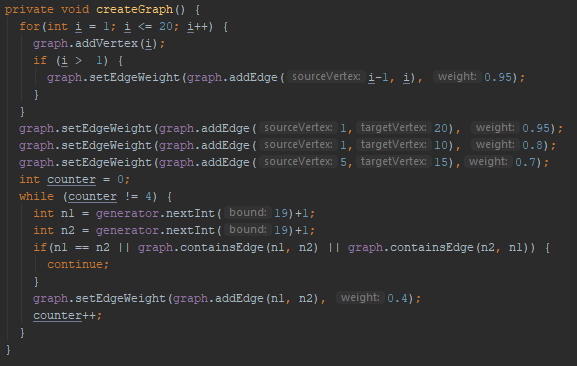 private void createGraph() {
for(int i = 1; i <= 20; i++) {
graph.addVertex(i);
if (i > 1) {
graph.setEdgeWeight(graph.addEdge( sourceVertex: i-1, i), weight: 0.95);
}
}
graph.setEdgeWeight(graph.addEdge( sourceVertex: 1, targetVertex: 20), weight: 0.95);
graph.setEdgeWeight(graph.addEdge( sourceVertex: 1, targetVertex: 10), weight: 0.8);
graph.setEdgeWeight(graph.addEdge( sourceVertex: 5, targetVertex: 15), weight: 0.7);
int counter = 0;
while (counter != 4) {
int n1 = generator.nextInt( bound: 19)+1;
int n2 = generator.nextInt( bound: 19)+1;
if(n1 == n2 || graph.containsEdge(n1, n2) || graph.containsEdge(n2, n1)) {
continue;
}
graph.setEdgeWeight(graph.addEdge(n1, n2), weight: 0.4);
counter++;
}
}